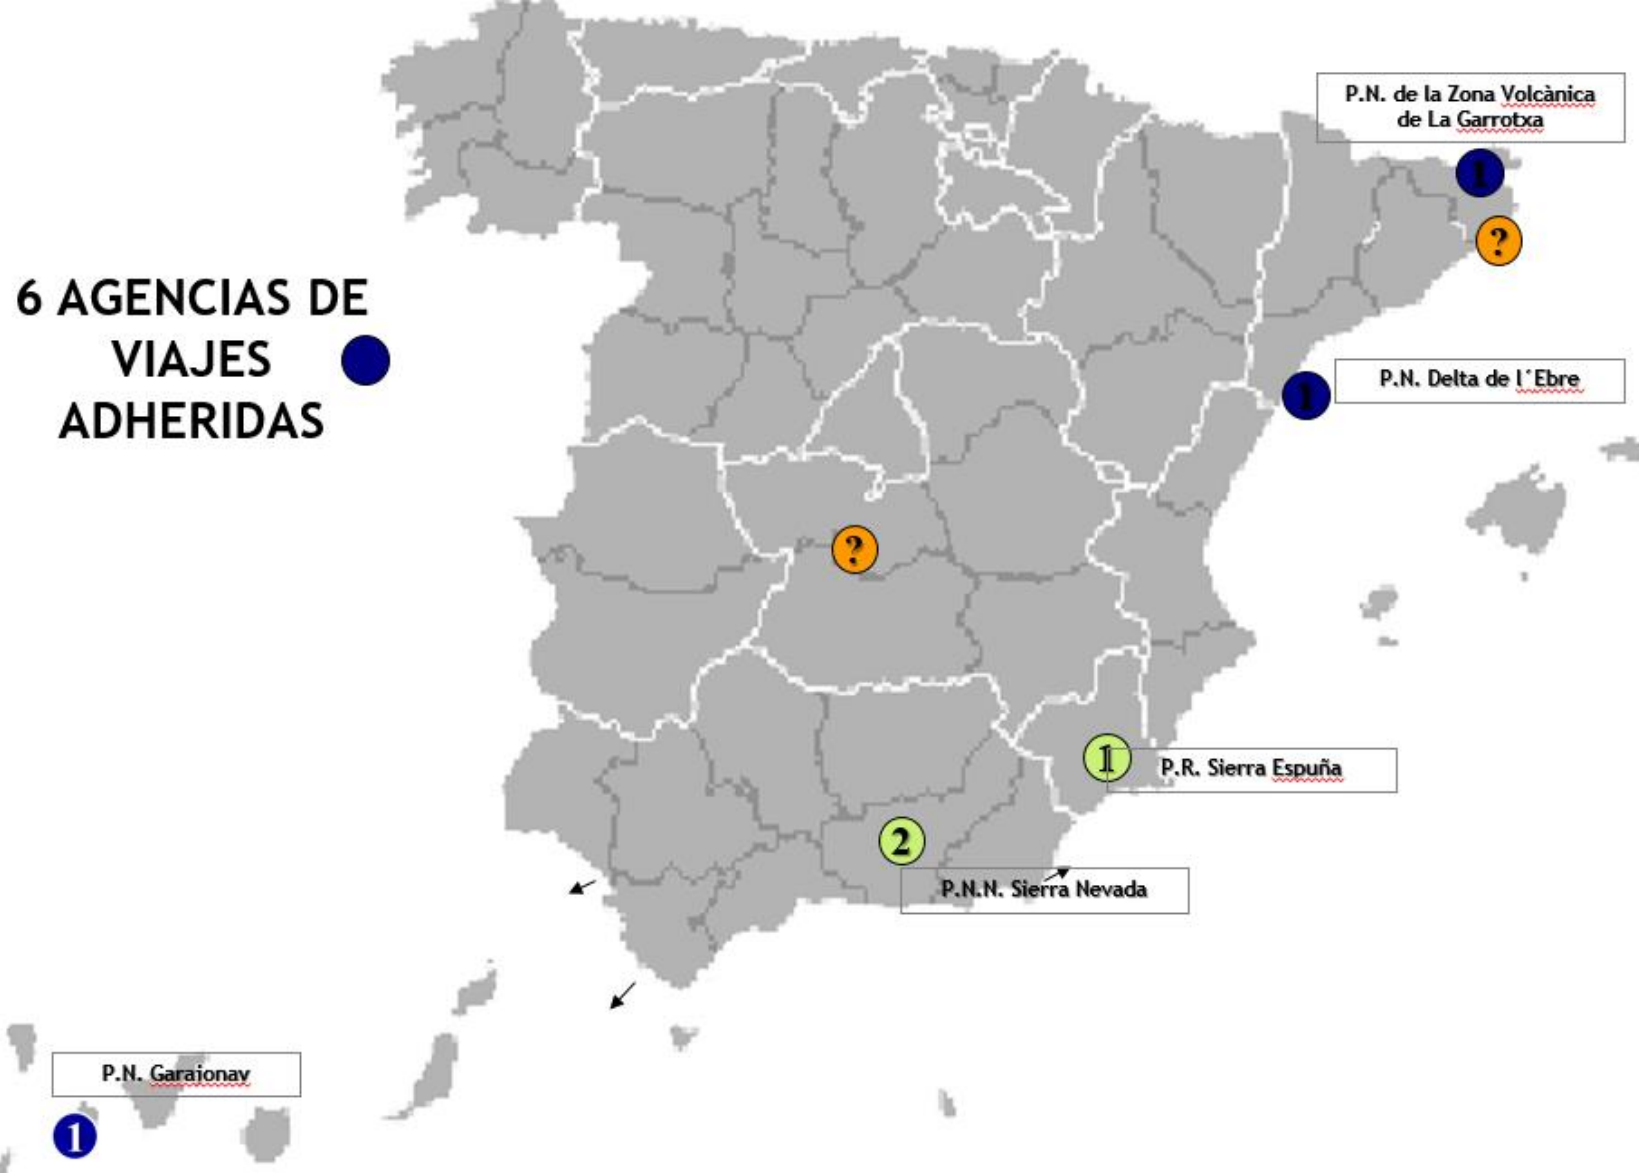 P.N. de la Zona Volcànica
de La Garrotxa
1
?
6 AGENCIAS DE
VIAJES
ADHERIDAS
P.N. Delta de l´Ebre
1
?
1
P.R. Sierra Espuña
2
P.N.N. Sierra Nevada
P.N. Garajonay
1